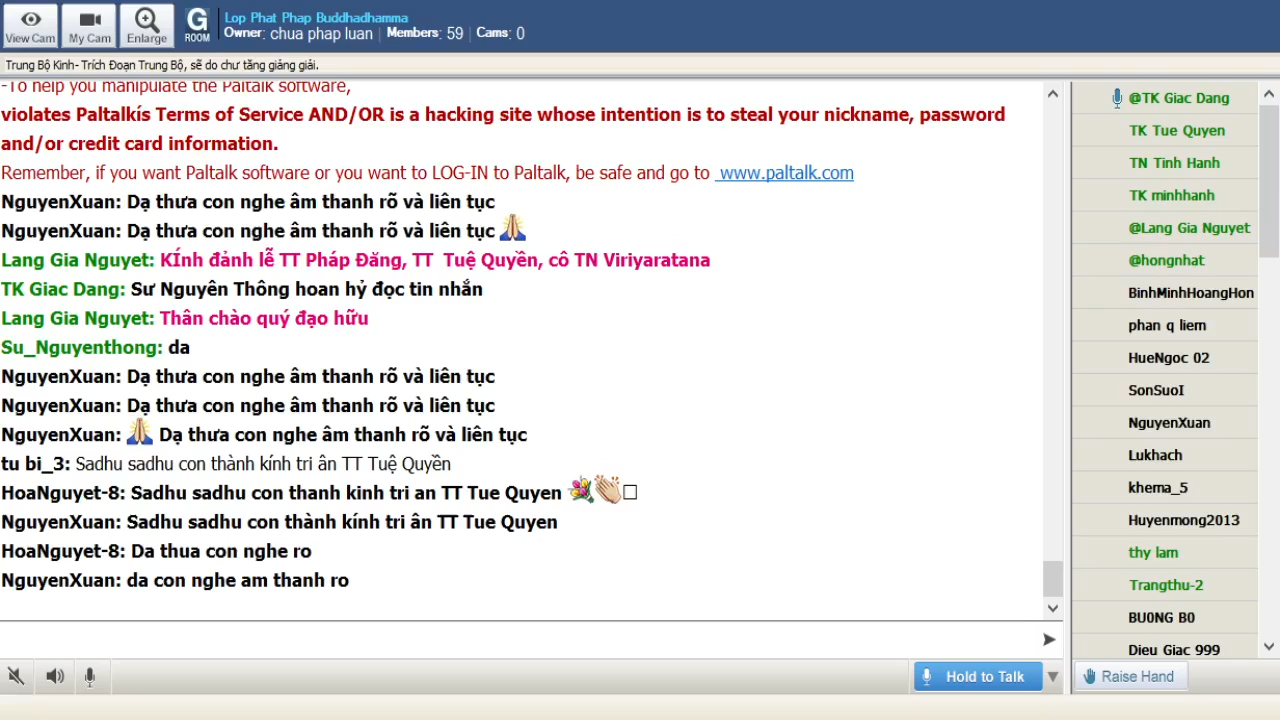 View Cam
My Cam
Enlarge
G
ROOM
Lop Phat Phap Buddhadhamma
Owner: chua phap luan | Members: 59 | Cams: 0
Trung Bộ Kinh- Trích Đoạn Trung Bộ, sẽ do chư tăng giảng giải.
-To help you manipulate the Paltalk software,
violates Paltalkís Terms of Service AND/OR is a hacking site whose intention is to steal your nickname, password
and/or credit card information.
Remember, if you want Paltalk software or you want to LOG-IN to Paltalk, be safe and go to www.paltalk.com
NguyenXuan: Dạ thưa con nghe âm thanh rõ và liên tục
NguyenXuan: Dạ thưa con nghe âm thanh rõ và liên tục 🙏
Lang Gia Nguyet: KÍnh đảnh lễ TT Pháp Đăng, TT Tuệ Quyền, cô TN Viriyaratana
TK Giac Dang: Sư Nguyên Thông hoan hỷ đọc tin nhắn
Lang Gia Nguyet: Thân chào quý đạo hữu
Su_Nguyenthong: da
NguyenXuan: Dạ thưa con nghe âm thanh rõ và liên tục
NguyenXuan: Dạ thưa con nghe âm thanh rõ và liên tục
NguyenXuan: 🙏 Dạ thưa con nghe âm thanh rõ và liên tục
tu bi_3: Sadhu sadhu con thành kính tri ân TT Tuệ Quyền
HoaNguyet-8: Sadhu sadhu con thanh kinh tri an TT Tue Quyen 💐👏□
NguyenXuan: Sadhu sadhu con thành kính tri ân TT Tue Quyen
HoaNguyet-8: Da thua con nghe ro
NguyenXuan: da con nghe am thanh ro
@TK Giac Dang
TK Tue Quyen
TN Tinh Hanh
TK minhhanh
@Lang Gia Nguyet
@hongnhat
BinhMinhHoangHon
phan q liem
HueNgoc 02
SonSuoI
NguyenXuan
Lukhach
khema_5
Huyenmong2013
thy lam
Trangthu-2
BU0NG B0
Dieu Giac 999
Hold to Talk
Raise Hand